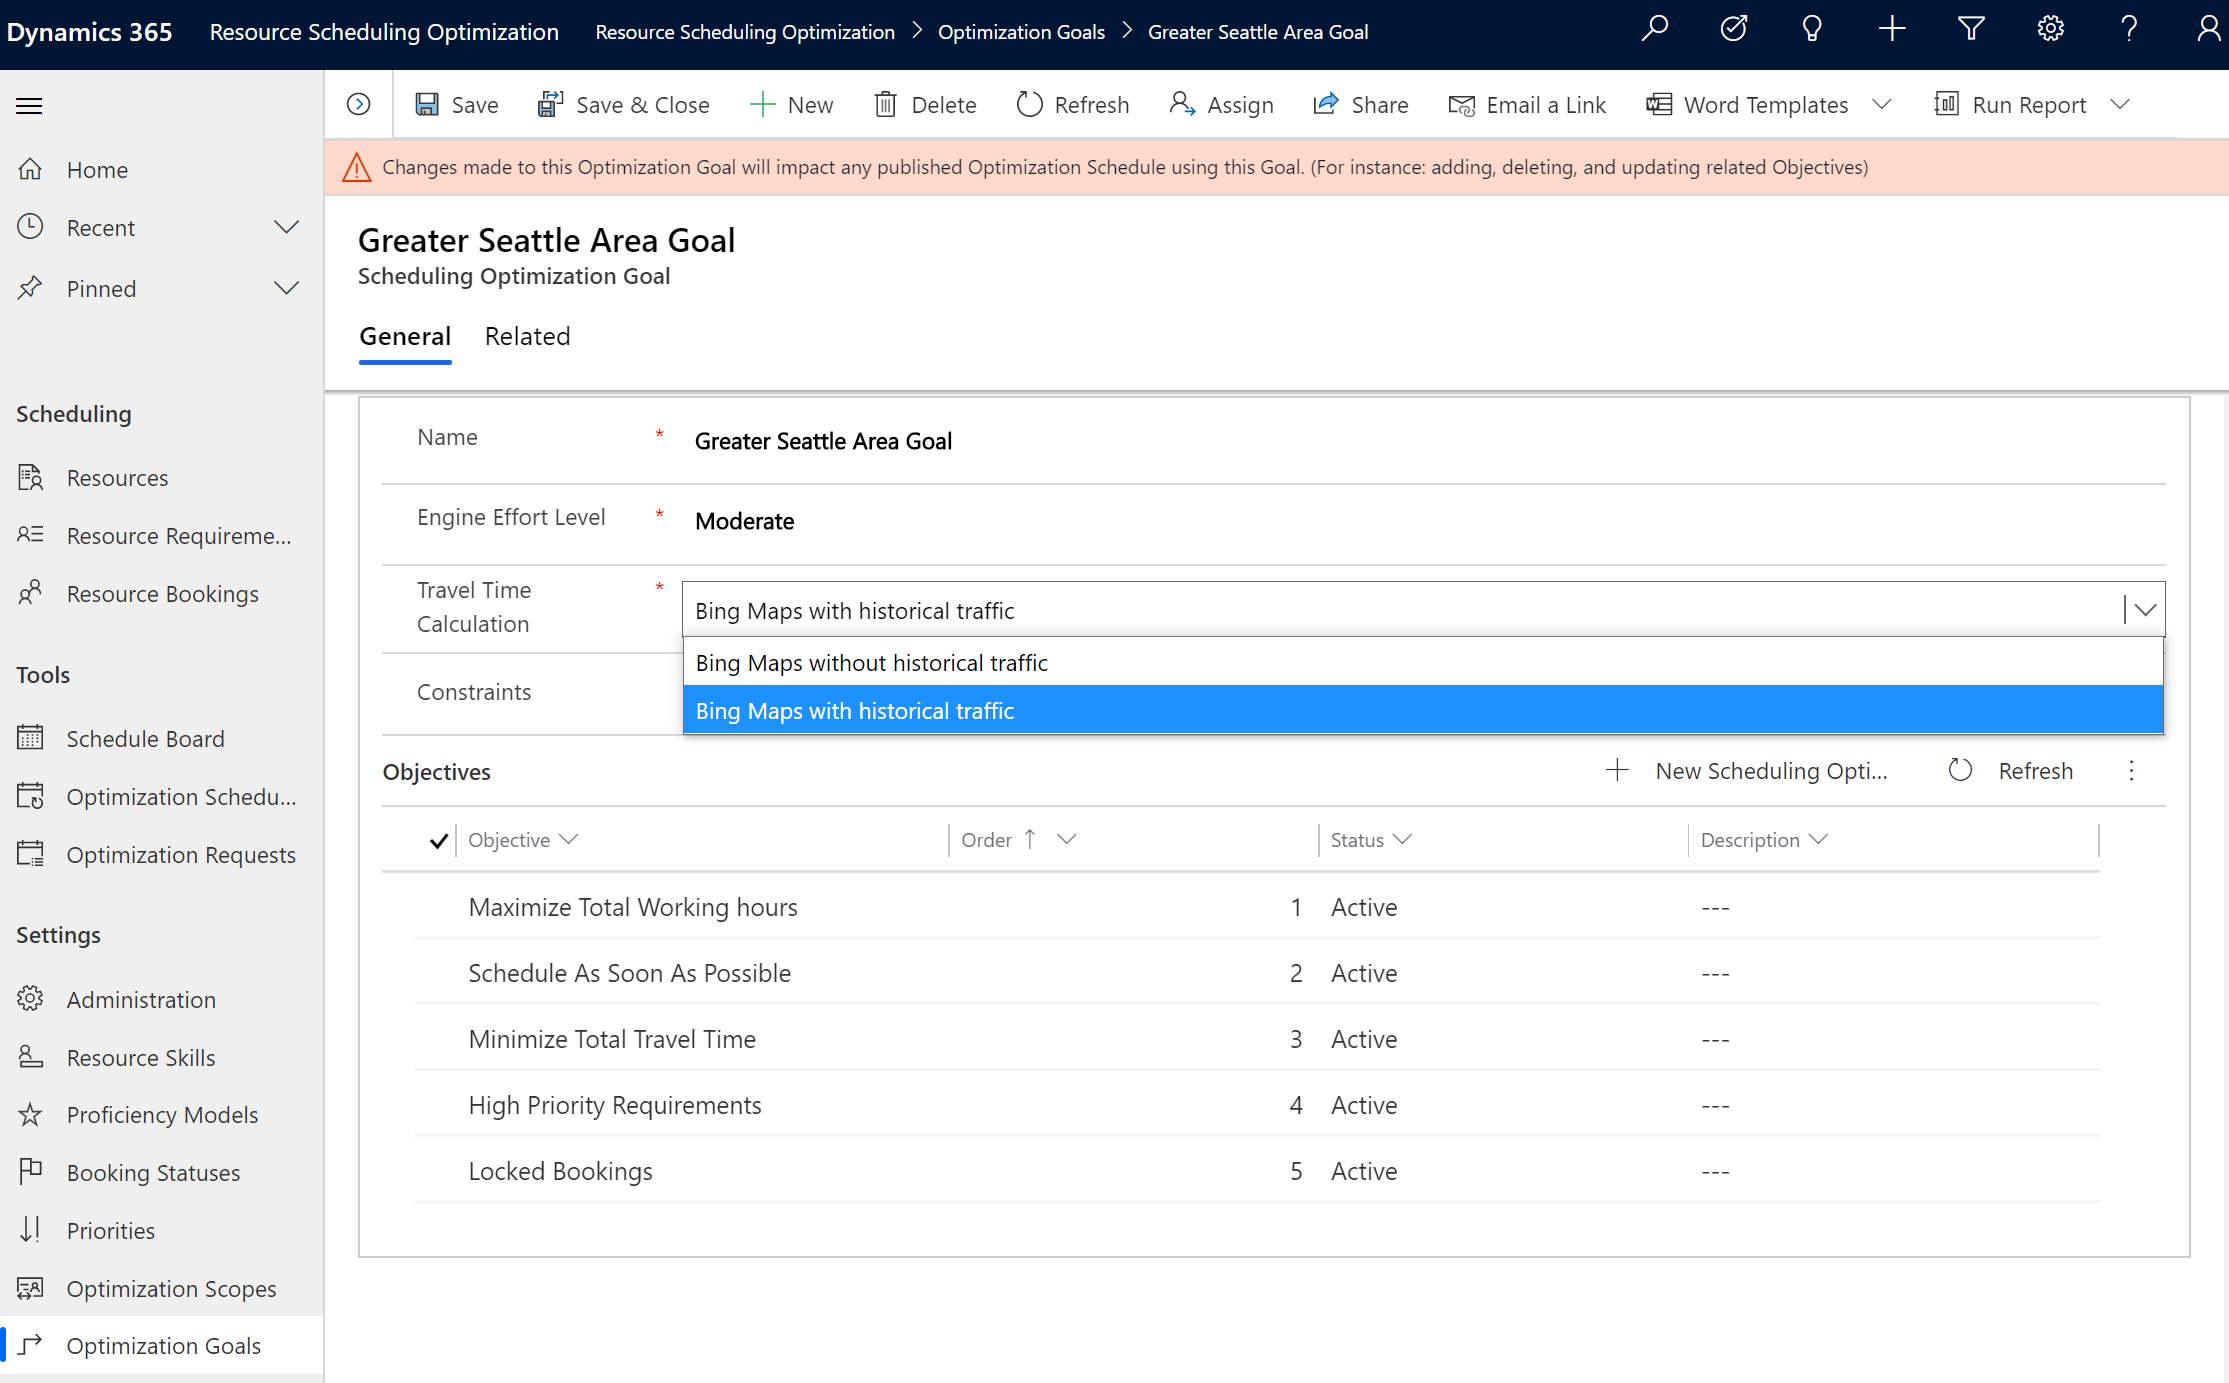 Dynamics 365 Resource Scheduling Optimization Resource Scheduling Optimization > Optimization Goals > Greater Seattle Area Goal
Save Save & Close New Delete Refresh Assign Share Email a Link Word Templates Run Report
Changes made to this Optimization Goal will impact any published Optimization Schedule using this Goal. (For instance: adding, deleting, and updating related Objectives)
Home
Recent
Pinned
Scheduling
Resources
Resource Requireme...
Resource Bookings
Tools
Schedule Board
Optimization Schedu...
Optimization Requests
Settings
Administration
Resource Skills
Proficiency Models
Booking Statuses
Priorities
Optimization Scopes
Optimization Goals
Greater Seattle Area Goal
Scheduling Optimization Goal
General Related
Name * Greater Seattle Area Goal
Engine Effort Level * Moderate
Travel Time
Calculation * Bing Maps with historical traffic
Bing Maps without historical traffic
Bing Maps with historical traffic
Constraints
Objectives New Scheduling Opti... Refresh
Objective Order Status Description
Maximize Total Working hours 1 Active ---
Schedule As Soon As Possible 2 Active ---
Minimize Total Travel Time 3 Active ---
High Priority Requirements 4 Active ---
Locked Bookings 5 Active ---